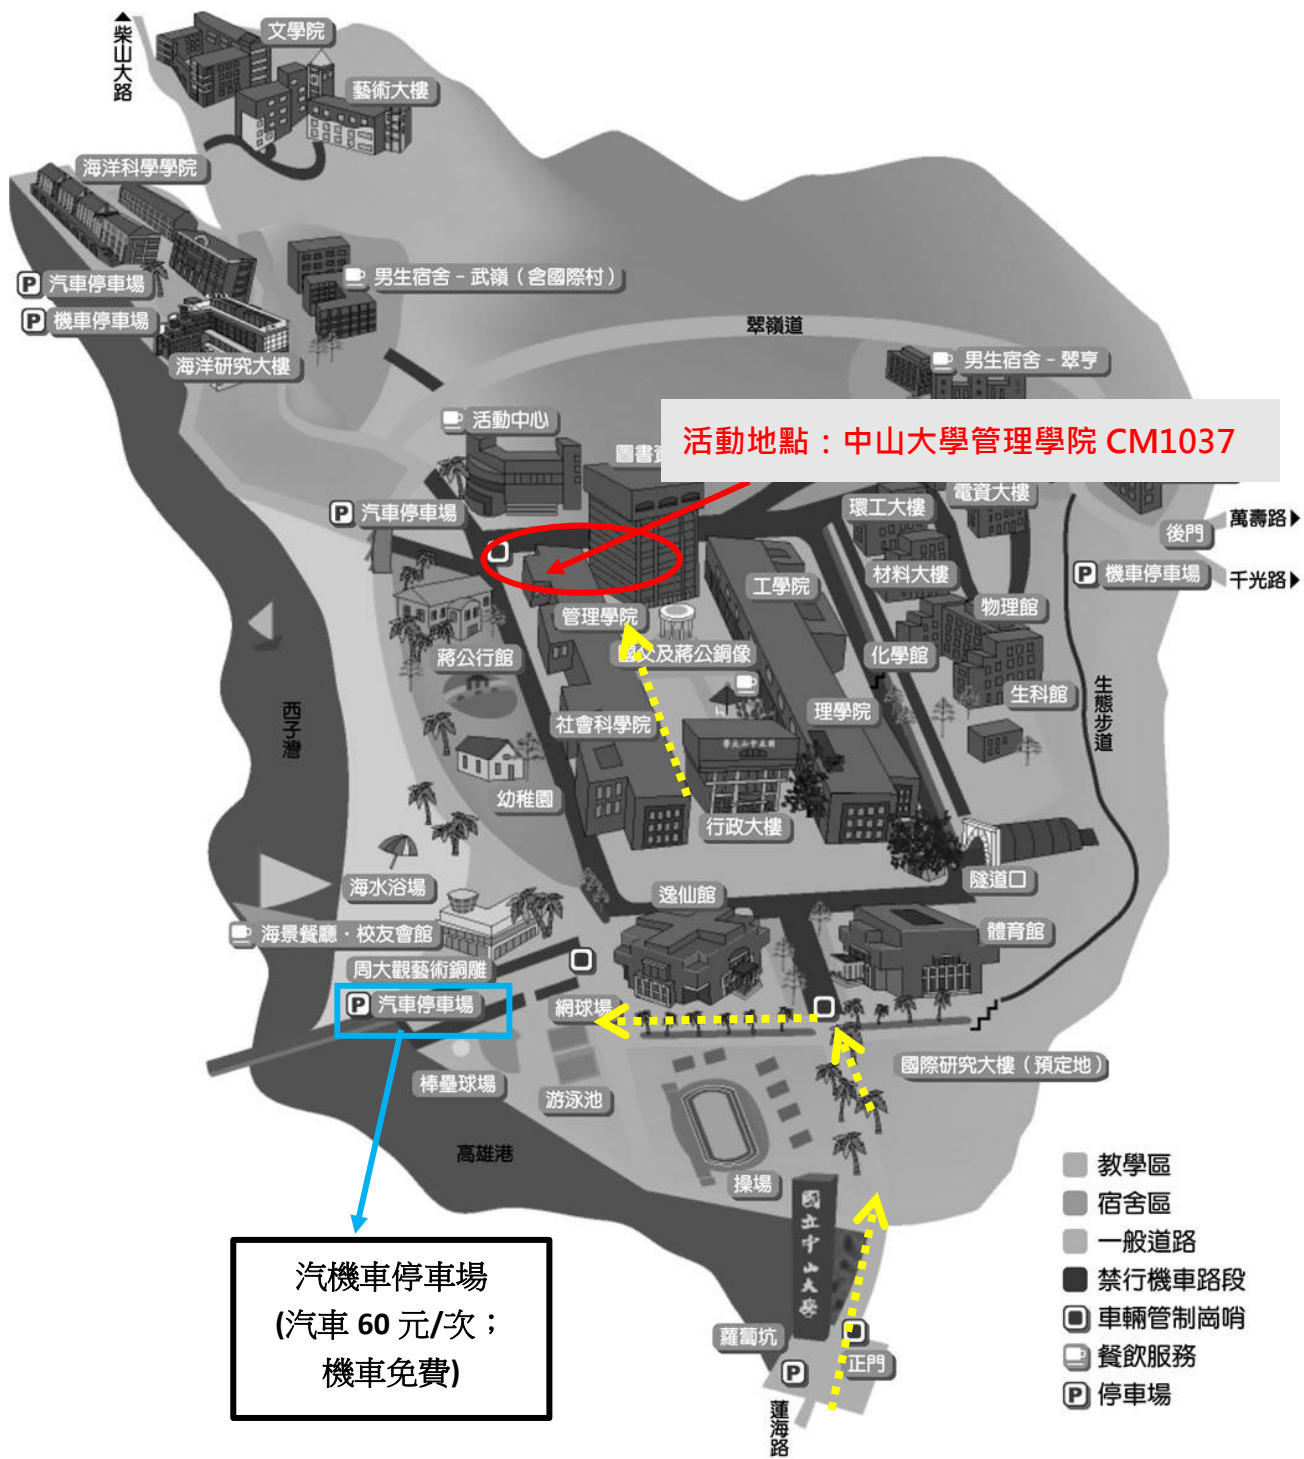 ▲柴山大路
文學院
藝術大樓
海洋科學學院
P 汽車停車場
男生宿舍－武嶺（含國際村）
P 機車停車場
翠嶺道
海洋研究大樓
男生宿舍－翠亨
活動中心
活動地點：中山大學管理學院 CM1037
圖書資
電資大樓
環工大樓
P 汽車停車場
萬壽路▶
後門
材料大樓
P 機車停車場
千光路▶
工學院
管理學院
物理館
國父及蔣公銅像
化學館
蔣公行館
生科館
生態步道
西子灣
社會科學院
理學院
幼稚園
行政大樓
海水浴場
逸仙館
隧道口
海景餐廳・校友會館
體育館
周大觀藝術銅雕
P 汽車停車場
網球場
國際研究大樓（預定地）
棒壘球場
游泳池
高雄港
操場
國立中山大學
教學區
宿舍區
一般道路
禁行機車路段
車輛管制崗哨
餐飲服務
P 停車場
汽機車停車場
(汽車 60 元/次；
機車免費)
蘿蔔坑
正門
P
蓮海路